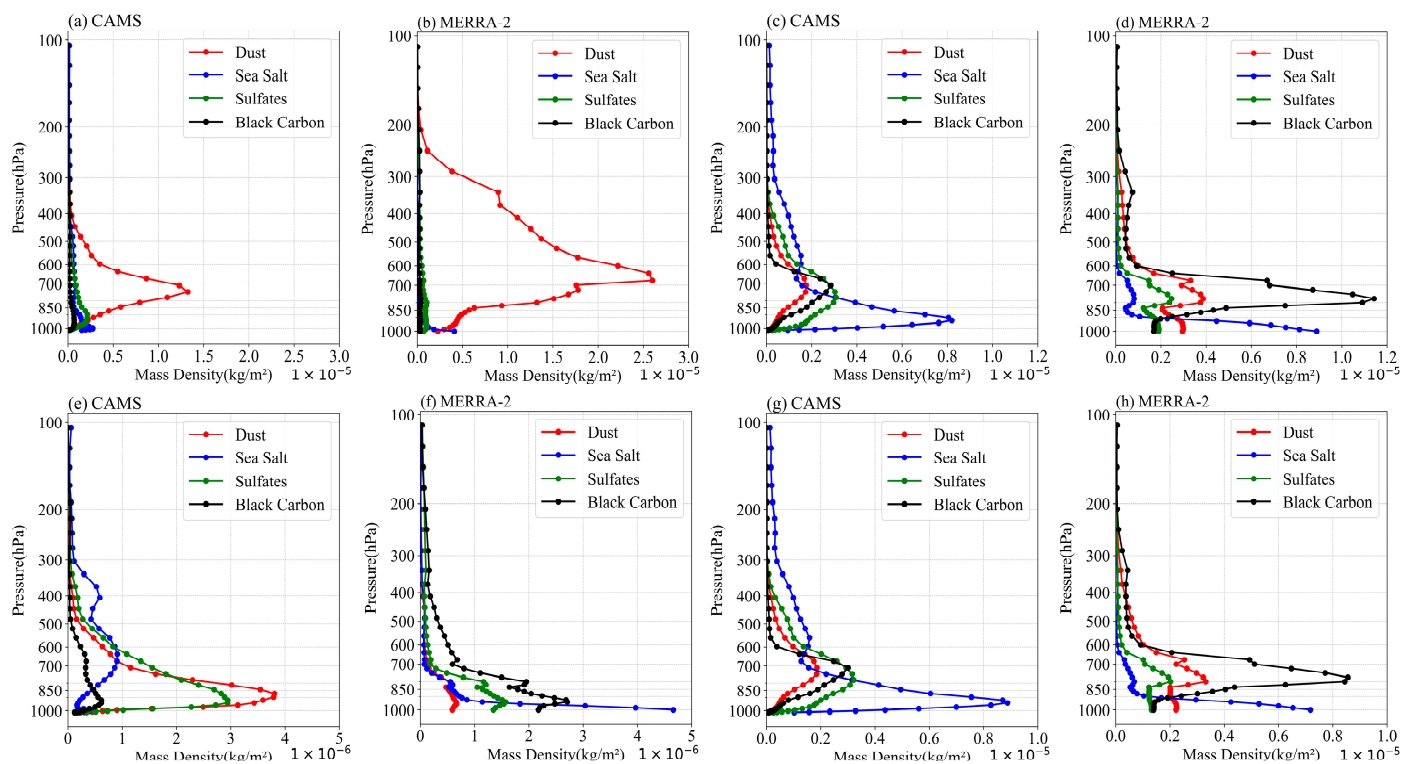 (a) CAMS
Dust
Sea Salt
Sulfates
Black Carbon
Pressure(hPa)
100
200
300
400
500
600
700
850
1000
0.0 0.5 1.0 1.5 2.0 2.5 3.0
Mass Density(kg/m²) 1 × 10⁻⁵
(b) MERRA-2
Dust
Sea Salt
Sulfates
Black Carbon
Pressure(hPa)
100
200
300
400
500
600
700
850
1000
0.0 0.5 1.0 1.5 2.0 2.5 3.0
Mass Density(kg/m²) 1 × 10⁻⁵
(c) CAMS
Dust
Sea Salt
Sulfates
Black Carbon
Pressure(hPa)
100
200
300
400
500
600
700
850
1000
0.0 0.2 0.4 0.6 0.8 1.0 1.2
Mass Density(kg/m²) 1 × 10⁻⁵
(d) MERRA-2
Dust
Sea Salt
Sulfates
Black Carbon
Pressure(hPa)
100
200
300
400
500
600
700
850
1000
0.0 0.2 0.4 0.6 0.8 1.0 1.2
Mass Density(kg/m²) 1 × 10⁻⁵
(e) CAMS
Dust
Sea Salt
Sulfates
Black Carbon
Pressure(hPa)
100
200
300
400
500
600
700
850
1000
0 1 2 3 4 5
Mass Density(kg/m²) 1 × 10⁻⁶
(f) MERRA-2
Dust
Sea Salt
Sulfates
Black Carbon
Pressure(hPa)
100
200
300
400
500
600
700
850
1000
0 1 2 3 4 5
Mass Density(kg/m²) 1 × 10⁻⁶
(g) CAMS
Dust
Sea Salt
Sulfates
Black Carbon
Pressure(hPa)
100
200
300
400
500
600
700
850
1000
0.0 0.2 0.4 0.6 0.8 1.0
Mass Density(kg/m²) 1 × 10⁻⁵
(h) MERRA-2
Dust
Sea Salt
Sulfates
Black Carbon
Pressure(hPa)
100
200
300
400
500
600
700
850
1000
0.0 0.2 0.4 0.6 0.8 1.0
Mass Density(kg/m²) 1 × 10⁻⁵